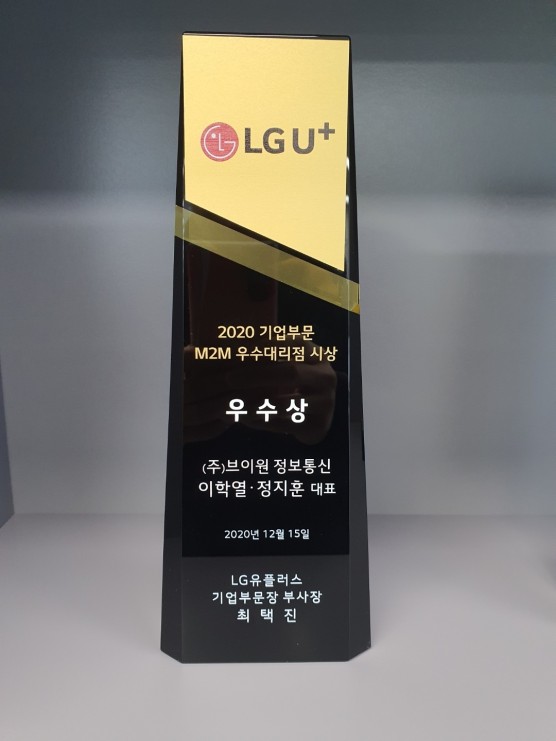 LG U+
2020 기업부문
M2M 우수대리점 시상
우수상
(주)브이원 정보통신
이학열·정지훈 대표
2020년 12월 15일
LG유플러스
기업부문장 부사장
최 택 진